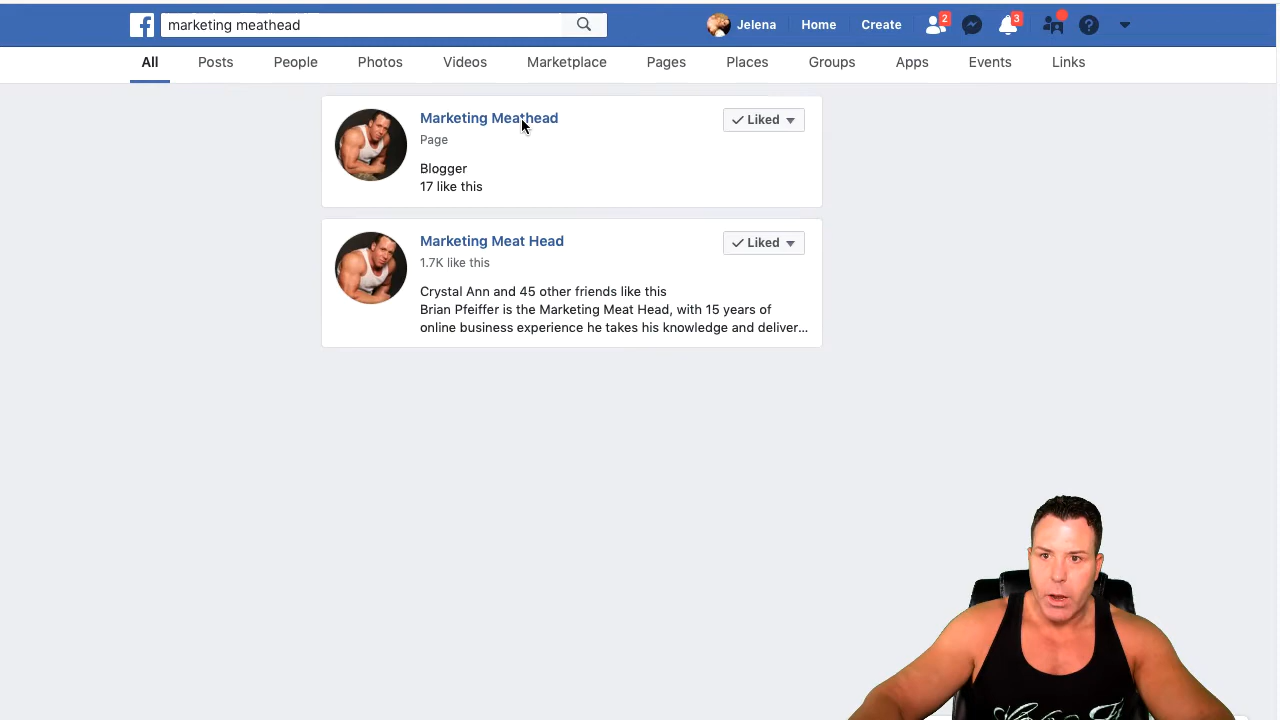 marketing meathead
Jelena
Home
Create
2
3
All
Posts
People
Photos
Videos
Marketplace
Pages
Places
Groups
Apps
Events
Links
Marketing Meathead
Liked
Page
Blogger
17 like this
Marketing Meat Head
Liked
1.7K like this
Crystal Ann and 45 other friends like this
Brian Pfeiffer is the Marketing Meat Head, with 15 years of
online business experience he takes his knowledge and deliver...